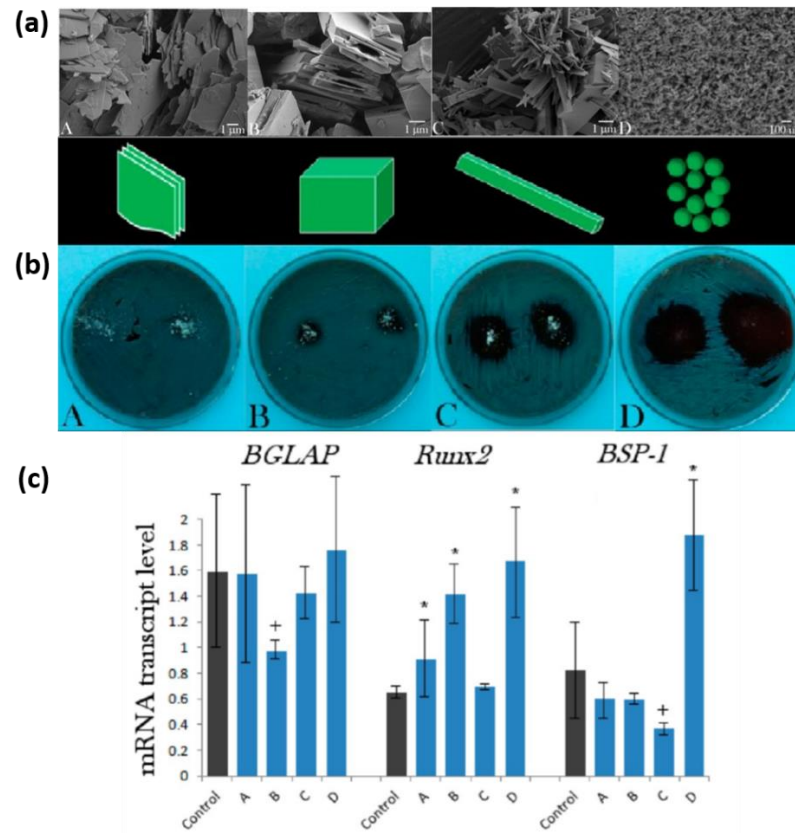 (a)
A 1 µm B 1 µm C 1 µm D 100 u
(b)
A B C D
(c)
BGLAP Runx2 BSP-1
mRNA transcript level
2
1.8
1.6
1.4
1.2
1
0.8
0.6
0.4
0.2
0
* * * * + +
Control A B C D Control A B C D Control A B C D